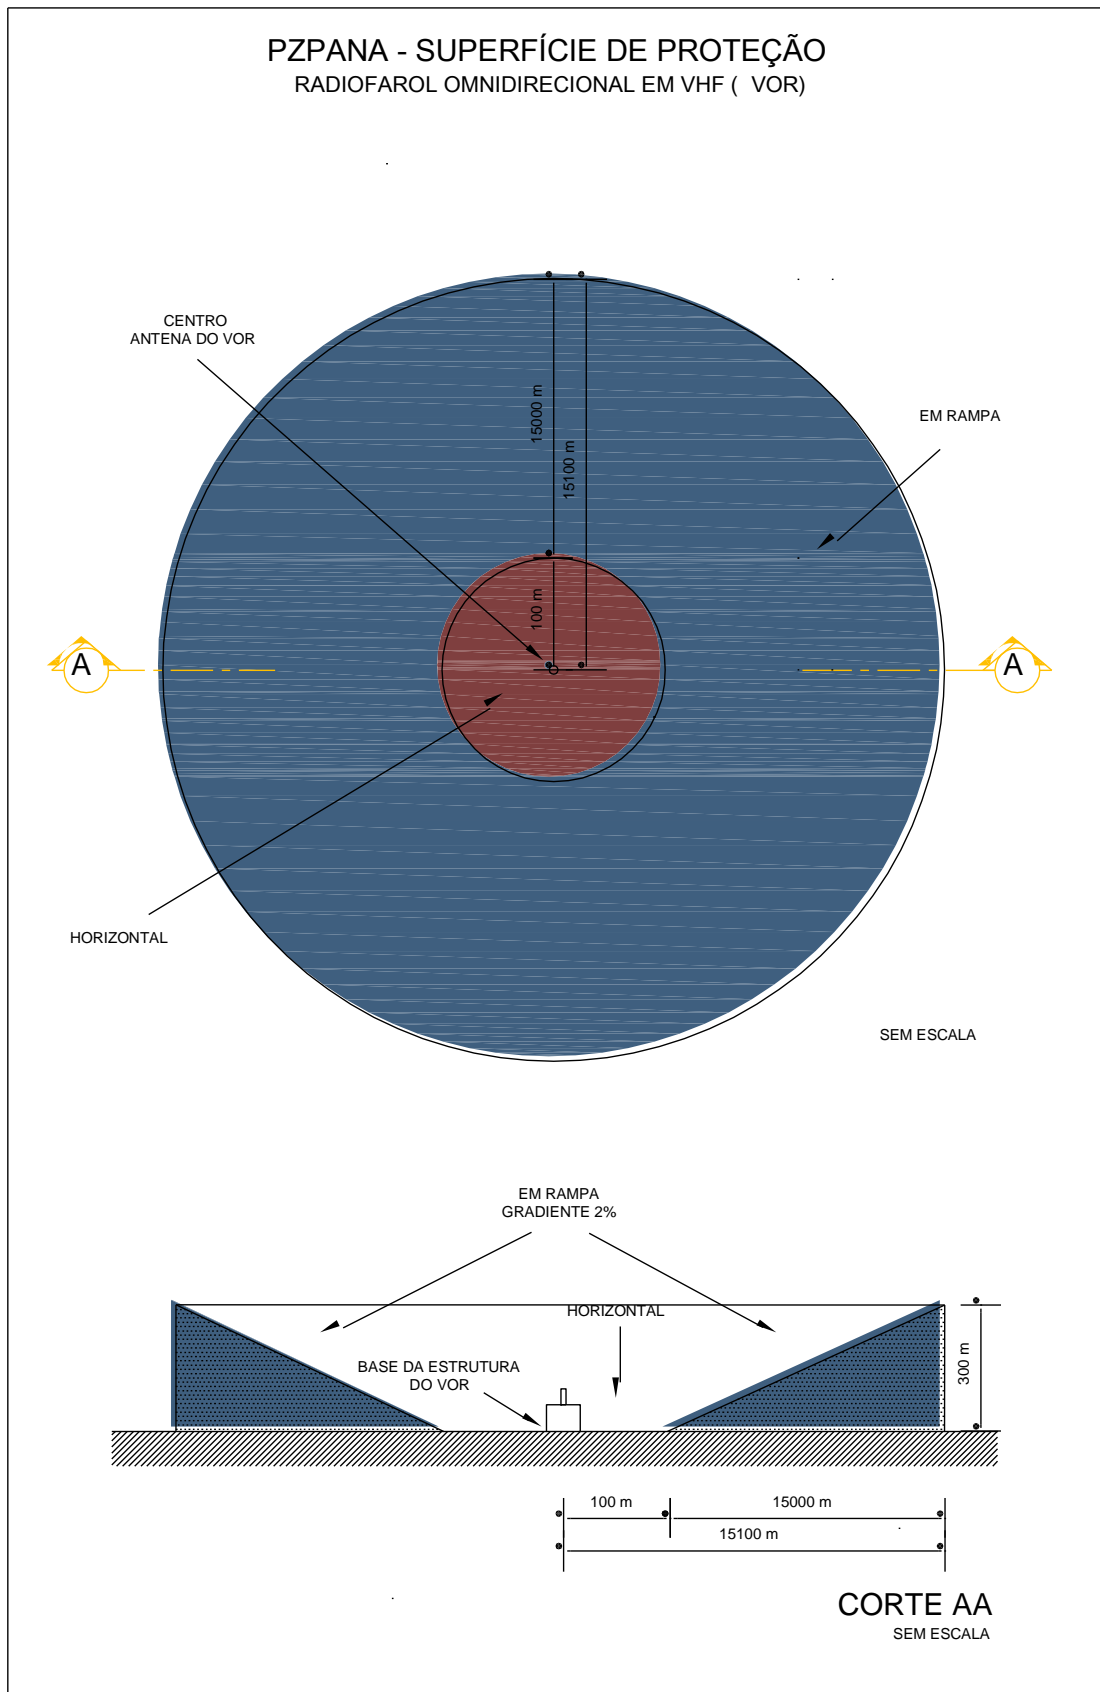 PZPANA - SUPERFÍCIE DE PROTEÇÃO
RADIOFAROL OMNIDIRECIONAL EM VHF ( VOR)
CENTRO
ANTENA DO VOR
15000 m
15100 m
EM RAMPA
100 m
A
A
HORIZONTAL
SEM ESCALA
EM RAMPA
GRADIENTE 2%
HORIZONTAL
BASE DA ESTRUTURA
DO VOR
300 m
100 m
15000 m
15100 m
CORTE AA
SEM ESCALA